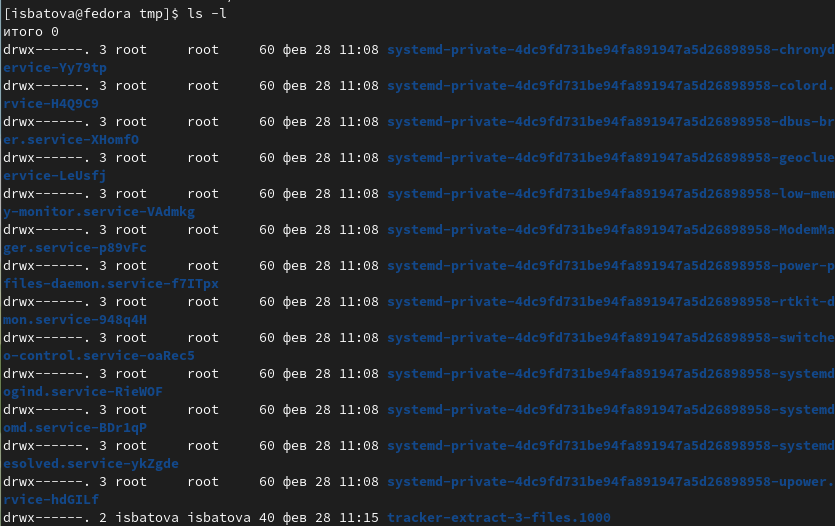 [isbatova@fedora tmp]$ ls -l
итого 0
drwx------. 3 root     root     60 фев 28 11:08 systemd-private-4dc9fd731be94fa891947a5d26898958-chronyd
ervice-Yy79tp
drwx------. 3 root     root     60 фев 28 11:08 systemd-private-4dc9fd731be94fa891947a5d26898958-colord.
rvice-H4Q9C9
drwx------. 3 root     root     60 фев 28 11:08 systemd-private-4dc9fd731be94fa891947a5d26898958-dbus-br
er.service-XHomfO
drwx------. 3 root     root     60 фев 28 11:08 systemd-private-4dc9fd731be94fa891947a5d26898958-geoclue
ervice-LeUsfj
drwx------. 3 root     root     60 фев 28 11:08 systemd-private-4dc9fd731be94fa891947a5d26898958-low-mem
y-monitor.service-VAdmkg
drwx------. 3 root     root     60 фев 28 11:08 systemd-private-4dc9fd731be94fa891947a5d26898958-ModemMa
ger.service-p89vFc
drwx------. 3 root     root     60 фев 28 11:08 systemd-private-4dc9fd731be94fa891947a5d26898958-power-p
files-daemon.service-f7ITpx
drwx------. 3 root     root     60 фев 28 11:08 systemd-private-4dc9fd731be94fa891947a5d26898958-rtkit-d
mon.service-948q4H
drwx------. 3 root     root     60 фев 28 11:08 systemd-private-4dc9fd731be94fa891947a5d26898958-switche
o-control.service-oaRec5
drwx------. 3 root     root     60 фев 28 11:08 systemd-private-4dc9fd731be94fa891947a5d26898958-systemd
ogind.service-RieWOF
drwx------. 3 root     root     60 фев 28 11:08 systemd-private-4dc9fd731be94fa891947a5d26898958-systemd
omd.service-BDr1qP
drwx------. 3 root     root     60 фев 28 11:08 systemd-private-4dc9fd731be94fa891947a5d26898958-systemd
esolved.service-ykZgde
drwx------. 3 root     root     60 фев 28 11:08 systemd-private-4dc9fd731be94fa891947a5d26898958-upower.
rvice-hdGILf
drwx------. 2 isbatova isbatova 40 фев 28 11:15 tracker-extract-3-files.1000